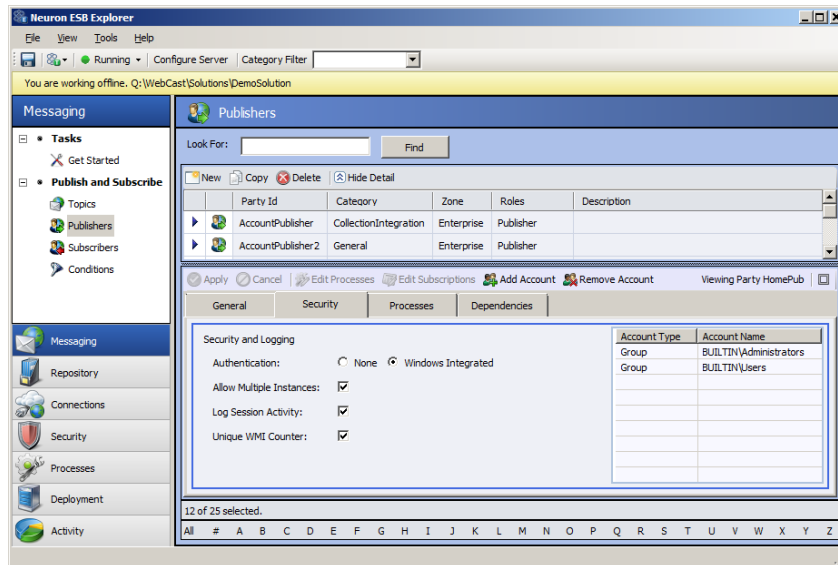 Neuron ESB Explorer
File View Tools Help
Running Configure Server Category Filter
You are working offline. Q:\WebCast\Solutions\DemoSolution
Messaging
Tasks
Get Started
Publish and Subscribe
Topics
Publishers
Subscribers
Conditions
Messaging
Repository
Connections
Security
Processes
Deployment
Activity
Publishers
Look For: Find
New Copy Delete Hide Detail
Party Id Category Zone Roles Description
AccountPublisher CollectionIntegration Enterprise Publisher
AccountPublisher2 General Enterprise Publisher
Apply Cancel Edit Processes Edit Subscriptions Add Account Remove Account Viewing Party HomePub
General Security Processes Dependencies
Security and Logging
Authentication: None Windows Integrated
Allow Multiple Instances:
Log Session Activity:
Unique WMI Counter:
Account Type Account Name
Group BUILTIN\Administrators
Group BUILTIN\Users
12 of 25 selected.
All # A B C D E F G H I J K L M N O P Q R S T U V W X Y Z